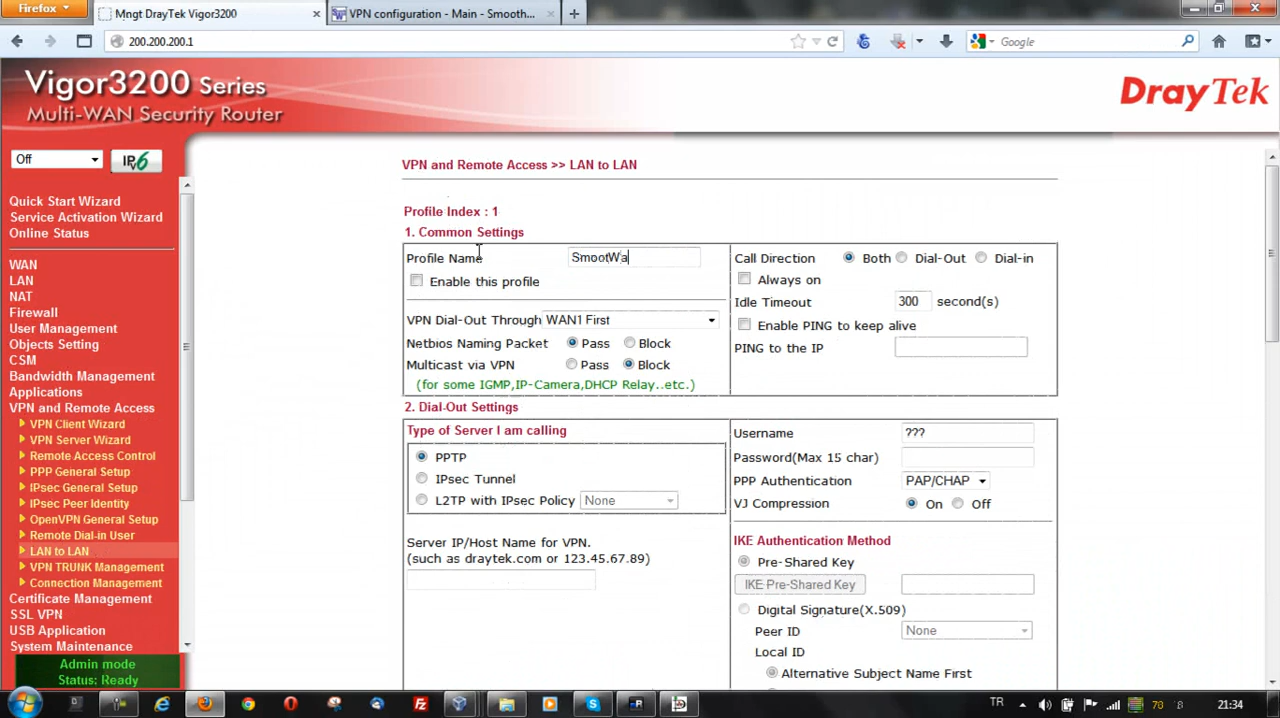 Firefox
Mngt DrayTek Vigor3200
VPN configuration - Main - Smooth...
200.200.200.1
Google
Vigor3200 Series
Multi-WAN Security Router
DrayTek
Off
IPv6
Quick Start Wizard
Service Activation Wizard
Online Status
WAN
LAN
NAT
Firewall
User Management
Objects Setting
CSM
Bandwidth Management
Applications
VPN and Remote Access
VPN Client Wizard
VPN Server Wizard
Remote Access Control
PPP General Setup
IPsec General Setup
IPsec Peer Identity
OpenVPN General Setup
Remote Dial-in User
LAN to LAN
VPN TRUNK Management
Connection Management
Certificate Management
SSL VPN
USB Application
System Maintenance
Admin mode
Status: Ready
VPN and Remote Access >> LAN to LAN
Profile Index : 1
1. Common Settings
Profile Name SmootWa
Enable this profile
VPN Dial-Out Through WAN1 First
Netbios Naming Packet Pass Block
Multicast via VPN Pass Block
(for some IGMP,IP-Camera,DHCP Relay..etc.)
Call Direction Both Dial-Out Dial-in
Always on
Idle Timeout 300 second(s)
Enable PING to keep alive
PING to the IP
2. Dial-Out Settings
Type of Server I am calling
PPTP
IPsec Tunnel
L2TP with IPsec Policy None
Server IP/Host Name for VPN.
(such as draytek.com or 123.45.67.89)
Username ???
Password(Max 15 char)
PPP Authentication PAP/CHAP
VJ Compression On Off
IKE Authentication Method
Pre-Shared Key
IKE Pre-Shared Key
Digital Signature(X.509)
Peer ID None
Local ID
Alternative Subject Name First
TR
78
21:34